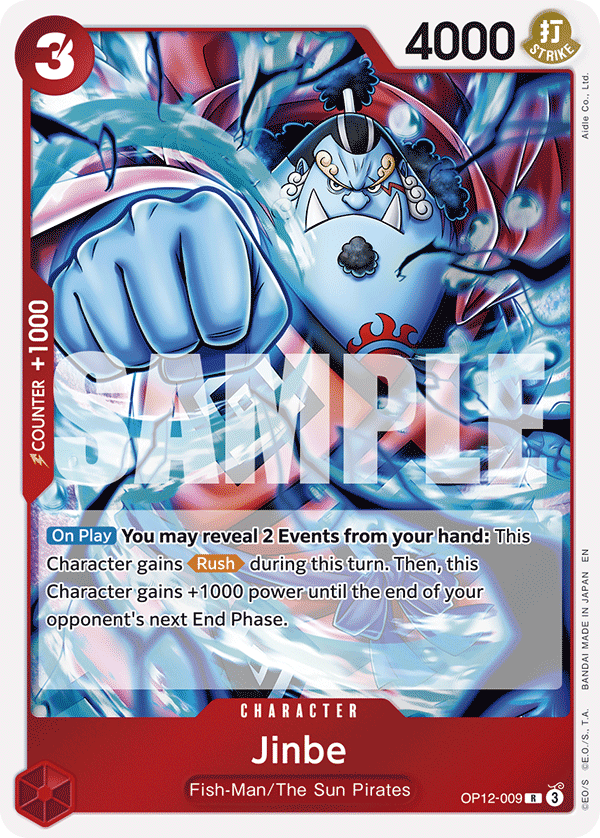 3
4000
打
STRIKE
Aidle Co., Ltd.
COUNTER +1000
SAMPLE
On Play You may reveal 2 Events from your hand: This
Character gains Rush during this turn. Then, this
Character gains +1000 power until the end of your
opponent's next End Phase.
CHARACTER
Jinbe
Fish-Man/The Sun Pirates
OP12-009 R 3
©EO/S ©E.O./S., T.A. BANDAI MADE IN JAPAN EN